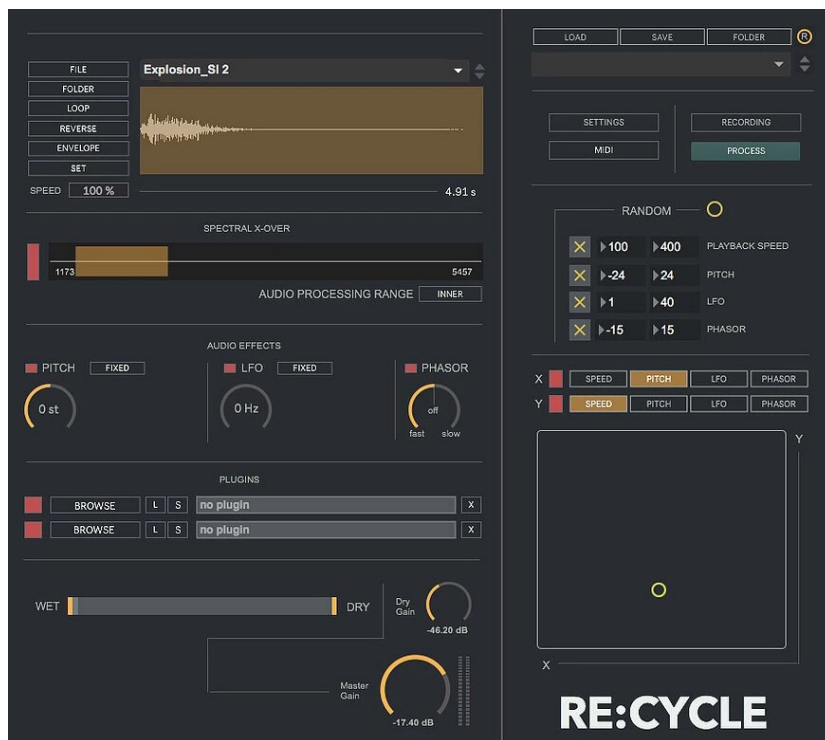 FILE
FOLDER
LOOP
REVERSE
ENVELOPE
SET
SPEED 100 %
Explosion_SI 2
4.91 s
SPECTRAL X-OVER
1173 5457
AUDIO PROCESSING RANGE INNER
AUDIO EFFECTS
PITCH FIXED LFO FIXED PHASOR
0 st 0 Hz off
fast slow
PLUGINS
BROWSE L S no plugin X
BROWSE L S no plugin X
WET DRY
Dry
Gain
-46.20 dB
Master
Gain
-17.40 dB
LOAD SAVE FOLDER R
SETTINGS RECORDING
MIDI PROCESS
RANDOM
X 100 400 PLAYBACK SPEED
X -24 24 PITCH
X 1 40 LFO
X -15 15 PHASOR
X SPEED PITCH LFO PHASOR
Y SPEED PITCH LFO PHASOR
Y
X
RE:CYCLE